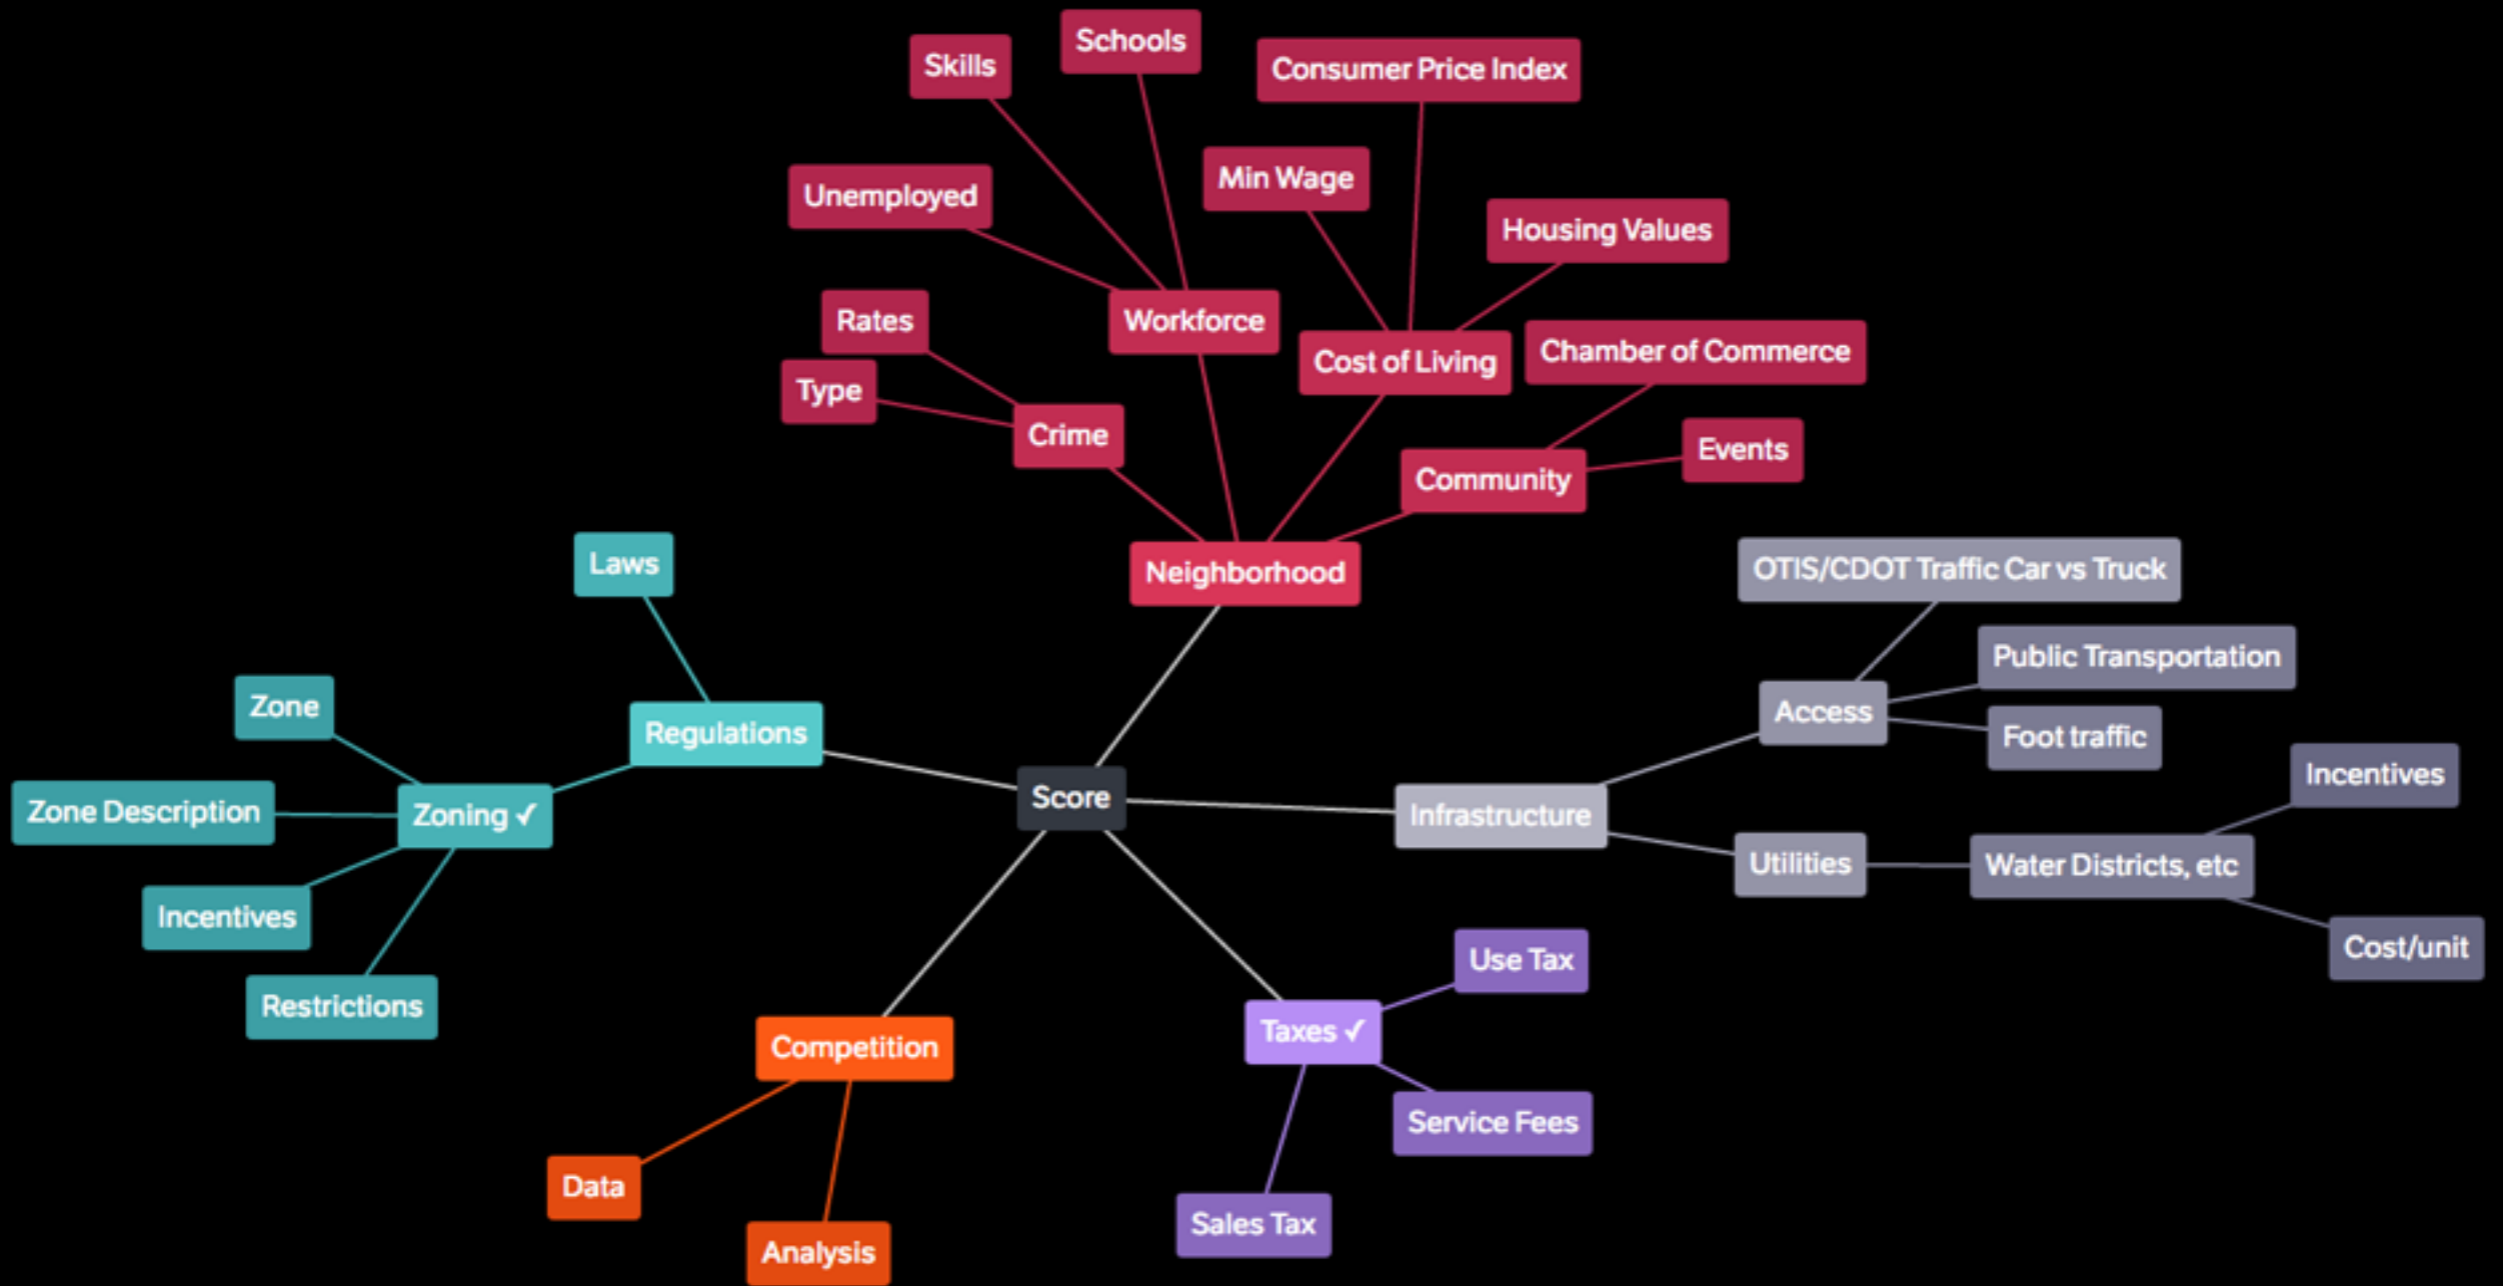 Schools
Skills
Consumer Price Index
Min Wage
Unemployed
Housing Values
Rates
Workforce
Chamber of Commerce
Cost of Living
Type
Crime
Events
Community
Laws
Neighborhood
OTIS/CDOT Traffic Car vs Truck
Public Transportation
Zone
Access
Regulations
Foot traffic
Incentives
Score
Zone Description
Zoning ✓
Infrastructure
Utilities
Water Districts, etc
Incentives
Cost/unit
Use Tax
Restrictions
Taxes ✓
Competition
Service Fees
Data
Sales Tax
Analysis